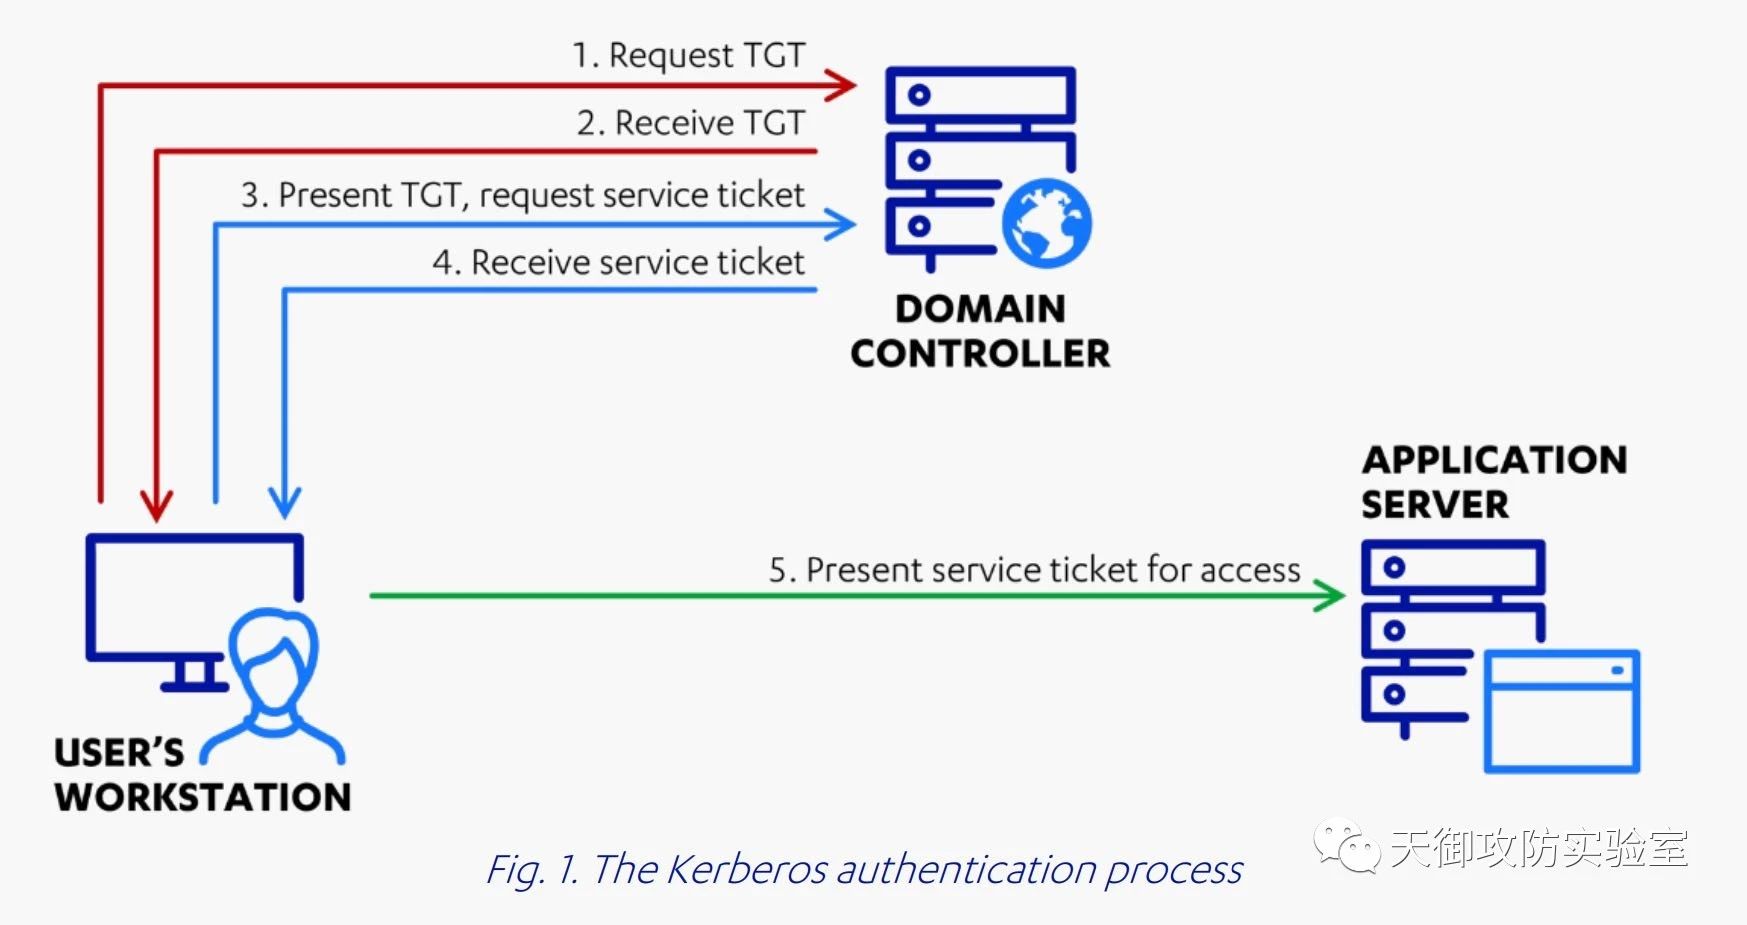 1. Request TGT
2. Receive TGT
3. Present TGT, request service ticket
4. Receive service ticket
DOMAIN
CONTROLLER
APPLICATION
SERVER
5. Present service ticket for access
USER’S
WORKSTATION
天御攻防实验室
Fig. 1. The Kerberos authentication process